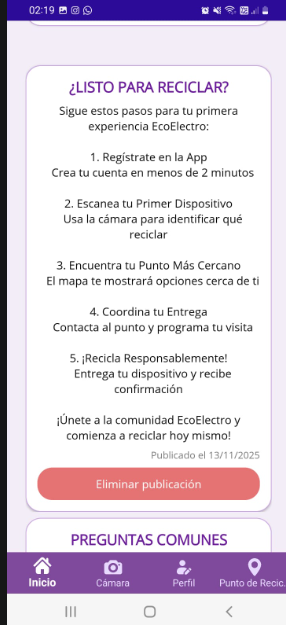 02:19
¿LISTO PARA RECICLAR?
Sigue estos pasos para tu primera
experiencia EcoElectro:
1. Regístrate en la App
Crea tu cuenta en menos de 2 minutos
2. Escanea tu Primer Dispositivo
Usa la cámara para identificar qué
reciclar
3. Encuentra tu Punto Más Cercano
El mapa te mostrará opciones cerca de ti
4. Coordina tu Entrega
Contacta al punto y programa tu visita
5. ¡Recicla Responsablemente!
Entrega tu dispositivo y recibe
confirmación
¡Únete a la comunidad EcoElectro y
comienza a reciclar hoy mismo!
Publicado el 13/11/2025
Eliminar publicación
PREGUNTAS COMUNES
Inicio
Cámara
Perfil
Punto de Recic.